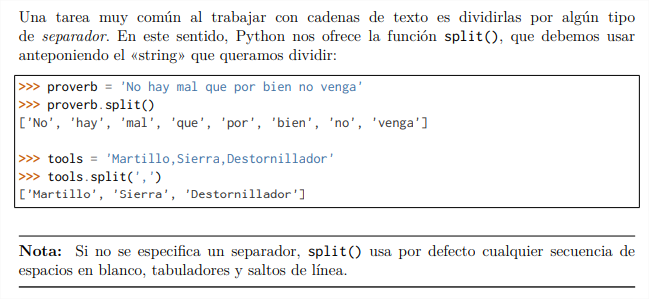 Una tarea muy común al trabajar con cadenas de texto es dividirlas por algún tipo
de separador. En este sentido, Python nos ofrece la función split(), que debemos usar
anteponiendo el «string» que queramos dividir:
>>> proverb = 'No hay mal que por bien no venga'
>>> proverb.split()
['No', 'hay', 'mal', 'que', 'por', 'bien', 'no', 'venga']
>>> tools = 'Martillo,Sierra,Destornillador'
>>> tools.split(',')
['Martillo', 'Sierra', 'Destornillador']
Nota: Si no se especifica un separador, split() usa por defecto cualquier secuencia de
espacios en blanco, tabuladores y saltos de línea.